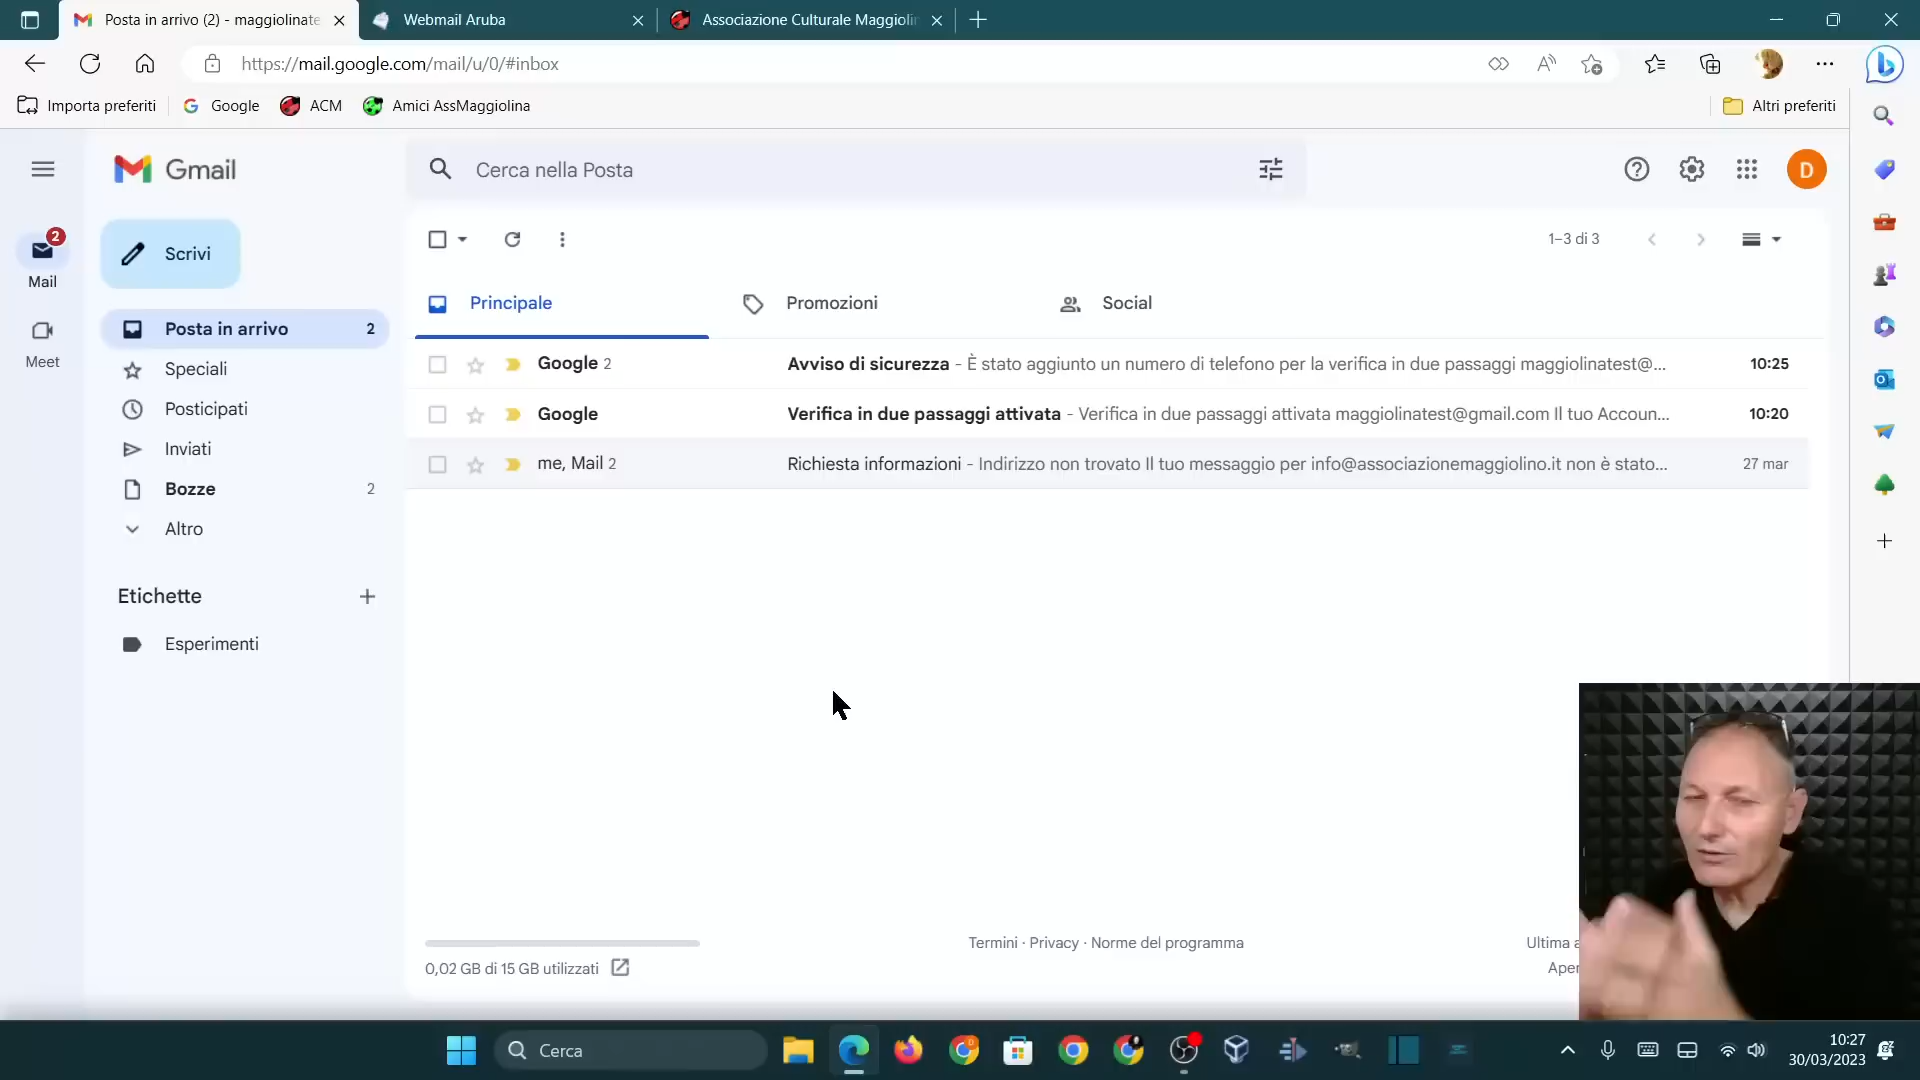 Posta in arrivo (2) - maggiolinate
Webmail Aruba
Associazione Culturale Maggiolin
https://mail.google.com/mail/u/0/#inbox
Importa preferiti
Google
ACM
Amici AssMaggiolina
Altri preferiti
Gmail
Cerca nella Posta
D
2
Mail
Meet
Scrivi
Posta in arrivo 2
Speciali
Posticipati
Inviati
Bozze 2
Altro
Etichette
Esperimenti
1–3 di 3
Principale
Promozioni
Social
Google 2 Avviso di sicurezza - È stato aggiunto un numero di telefono per la verifica in due passaggi maggiolinatest@... 10:25
Google Verifica in due passaggi attivata - Verifica in due passaggi attivata maggiolinatest@gmail.com Il tuo Accoun... 10:20
me, Mail 2 Richiesta informazioni - Indirizzo non trovato Il tuo messaggio per info@associazionemaggiolino.it non è stato... 27 mar
0,02 GB di 15 GB utilizzati
Termini · Privacy · Norme del programma
Ultima a
Aper
Cerca
10:27
30/03/2023